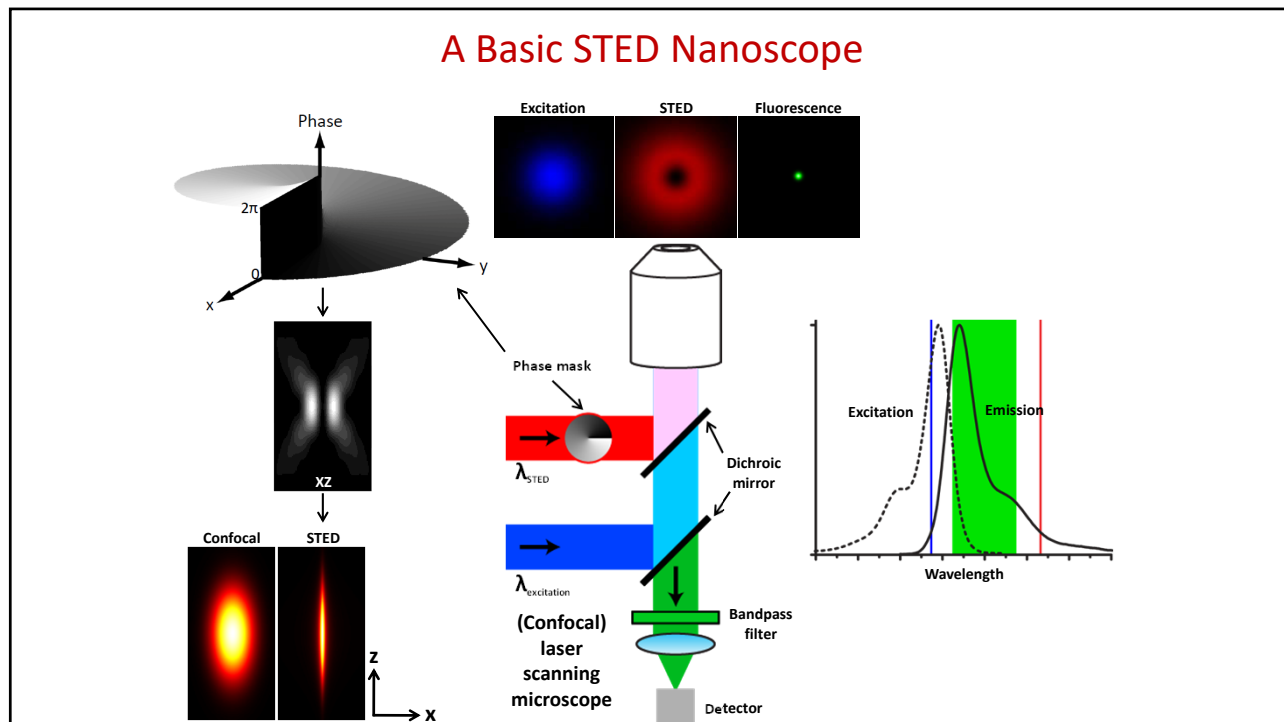 A Basic STED Nanoscope
Excitation
STED
Fluorescence
Phase
2π
0
y
x
Phase mask
XZ
λSTED
Dichroic
mirror
Excitation
Emission
Wavelength
Confocal
STED
z
x
λexcitation
(Confocal)
laser
scanning
microscope
Bandpass
filter
Detector